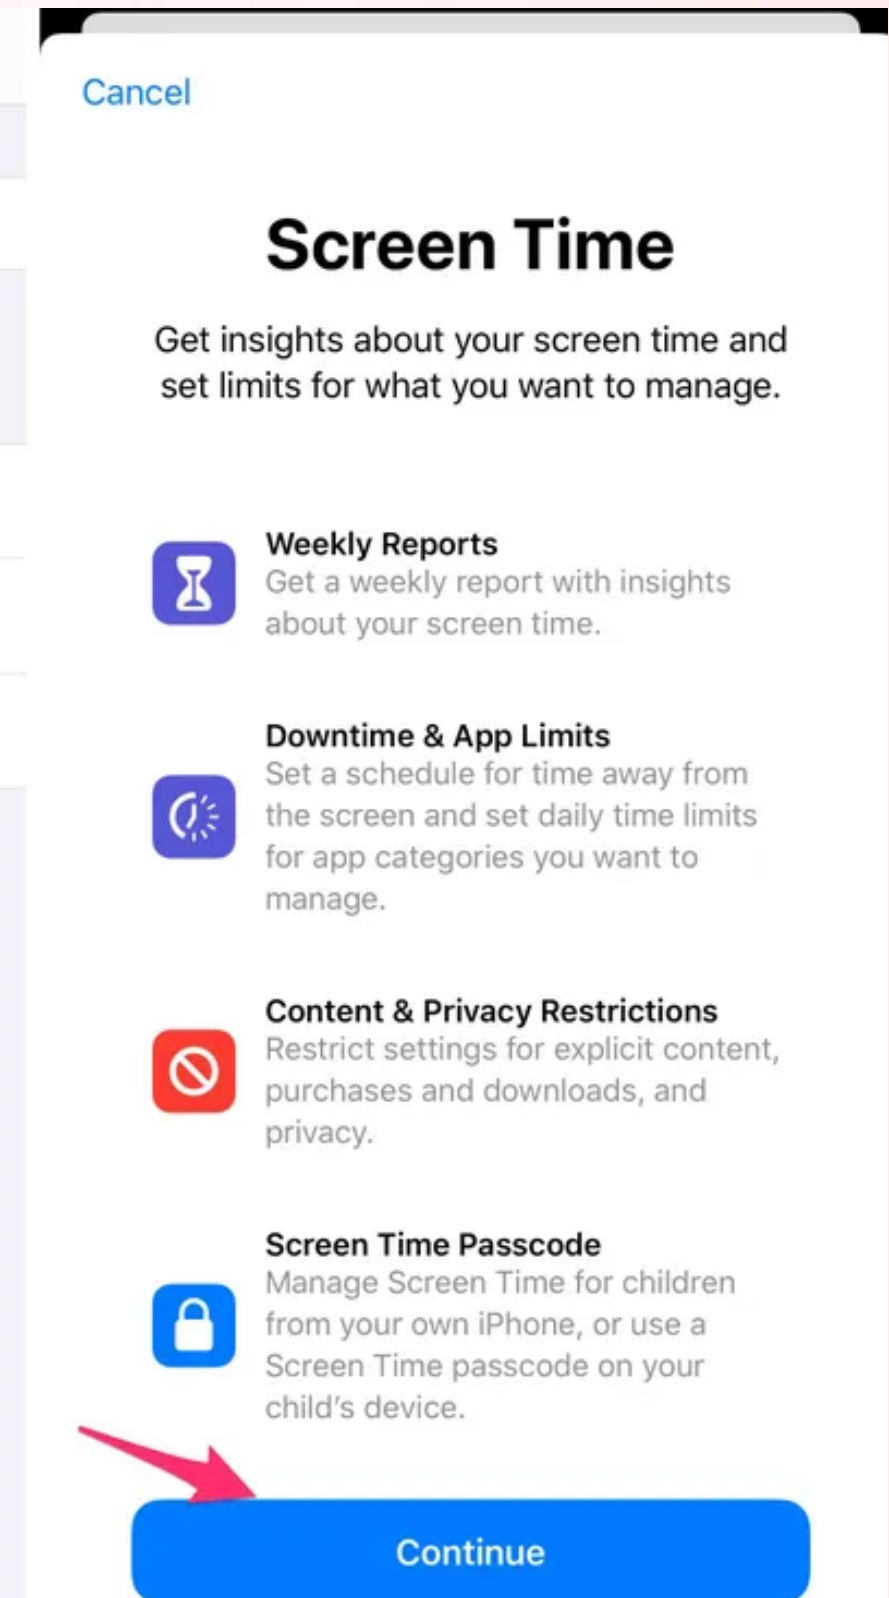 Cancel
Screen Time
Get insights about your screen time and
set limits for what you want to manage.
Weekly Reports
Get a weekly report with insights
about your screen time.
Downtime & App Limits
Set a schedule for time away from
the screen and set daily time limits
for app categories you want to
manage.
Content & Privacy Restrictions
Restrict settings for explicit content,
purchases and downloads, and
privacy.
Screen Time Passcode
Manage Screen Time for children
from your own iPhone, or use a
Screen Time passcode on your
child’s device.
Continue